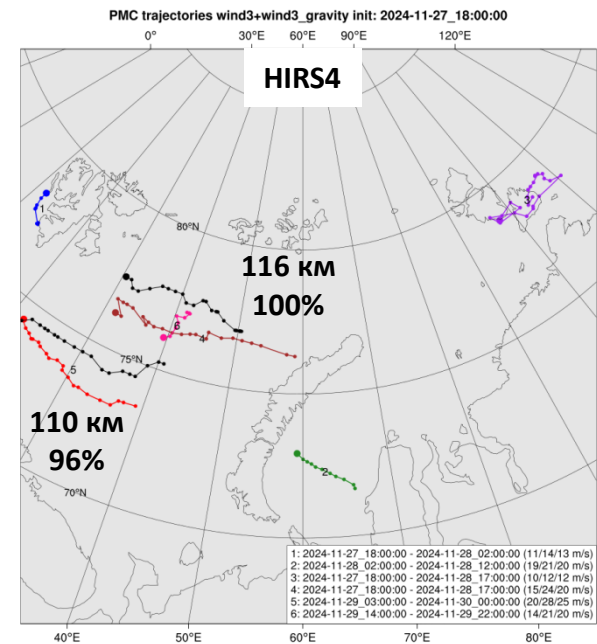 PMC trajectories wind3+wind3_gravity init: 2024-11-27_18:00:00
0° 30°E 60°E 90°E 120°E
HIRS4
3
1
80°N
116 км
100%
6
4
75°N
5
110 км
96%
2
70°N
1: 2024-11-27_18:00:00 - 2024-11-28_02:00:00 (11/14/13 m/s)
2: 2024-11-28_02:00:00 - 2024-11-28_12:00:00 (19/21/20 m/s)
3: 2024-11-27_18:00:00 - 2024-11-28_17:00:00 (10/12/12 m/s)
4: 2024-11-27_18:00:00 - 2024-11-28_17:00:00 (15/24/20 m/s)
5: 2024-11-29_03:00:00 - 2024-11-30_00:00:00 (20/28/25 m/s)
6: 2024-11-29_14:00:00 - 2024-11-29_22:00:00 (14/21/20 m/s)
40°E 50°E 60°E 70°E 80°E